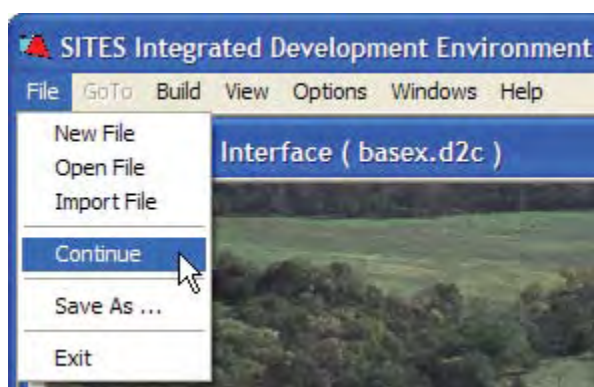 SITES Integrated Development Environment
File GoTo Build View Options Windows Help
New File
Open File
Import File
Continue
Save As ...
Exit
Interface ( basex.d2c )